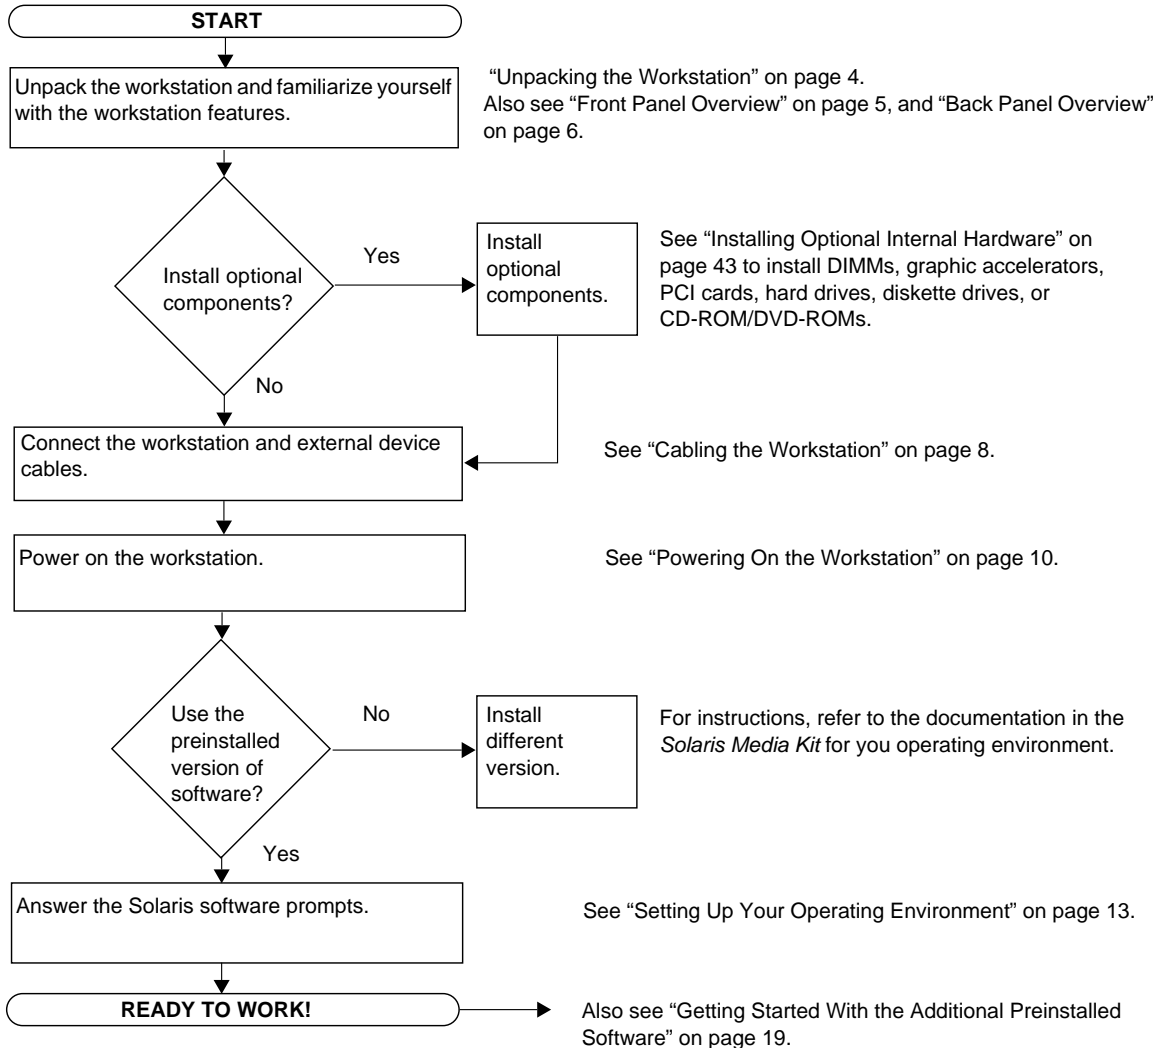 START
Unpack the workstation and familiarize yourself
with the workstation features.
“Unpacking the Workstation” on page 4.
Also see “Front Panel Overview” on page 5, and “Back Panel Overview”
on page 6.
Install optional
components?
Yes
Install
optional
components.
See “Installing Optional Internal Hardware” on
page 43 to install DIMMs, graphic accelerators,
PCI cards, hard drives, diskette drives, or
CD-ROM/DVD-ROMs.
No
Connect the workstation and external device
cables.
See “Cabling the Workstation” on page 8.
Power on the workstation.
See “Powering On the Workstation” on page 10.
Use the
preinstalled
version of
software?
No
Install
different
version.
For instructions, refer to the documentation in the
Solaris Media Kit for you operating environment.
Yes
Answer the Solaris software prompts.
See “Setting Up Your Operating Environment” on page 13.
READY TO WORK!
Also see “Getting Started With the Additional Preinstalled
Software” on page 19.